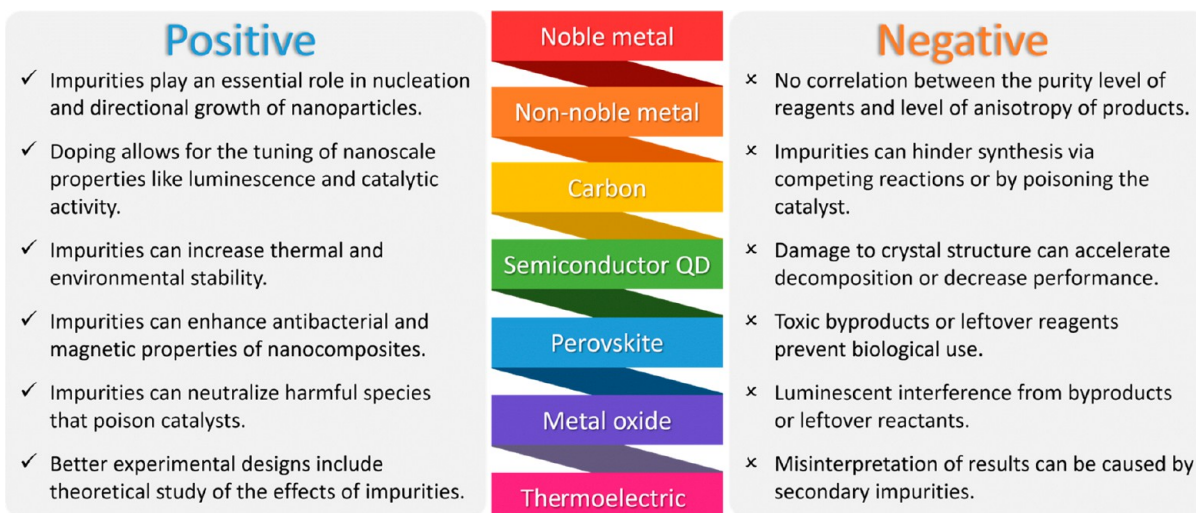 Positive
✓ Impurities play an essential role in nucleation
and directional growth of nanoparticles.
✓ Doping allows for the tuning of nanoscale
properties like luminescence and catalytic
activity.
✓ Impurities can increase thermal and
environmental stability.
✓ Impurities can enhance antibacterial and
magnetic properties of nanocomposites.
✓ Impurities can neutralize harmful species
that poison catalysts.
✓ Better experimental designs include
theoretical study of the effects of impurities.
Noble metal
Non-noble metal
Carbon
Semiconductor QD
Perovskite
Metal oxide
Thermoelectric
Negative
× No correlation between the purity level of
reagents and level of anisotropy of products.
× Impurities can hinder synthesis via
competing reactions or by poisoning the
catalyst.
× Damage to crystal structure can accelerate
decomposition or decrease performance.
× Toxic byproducts or leftover reagents
prevent biological use.
× Luminescent interference from byproducts
or leftover reactants.
× Misinterpretation of results can be caused by
secondary impurities.